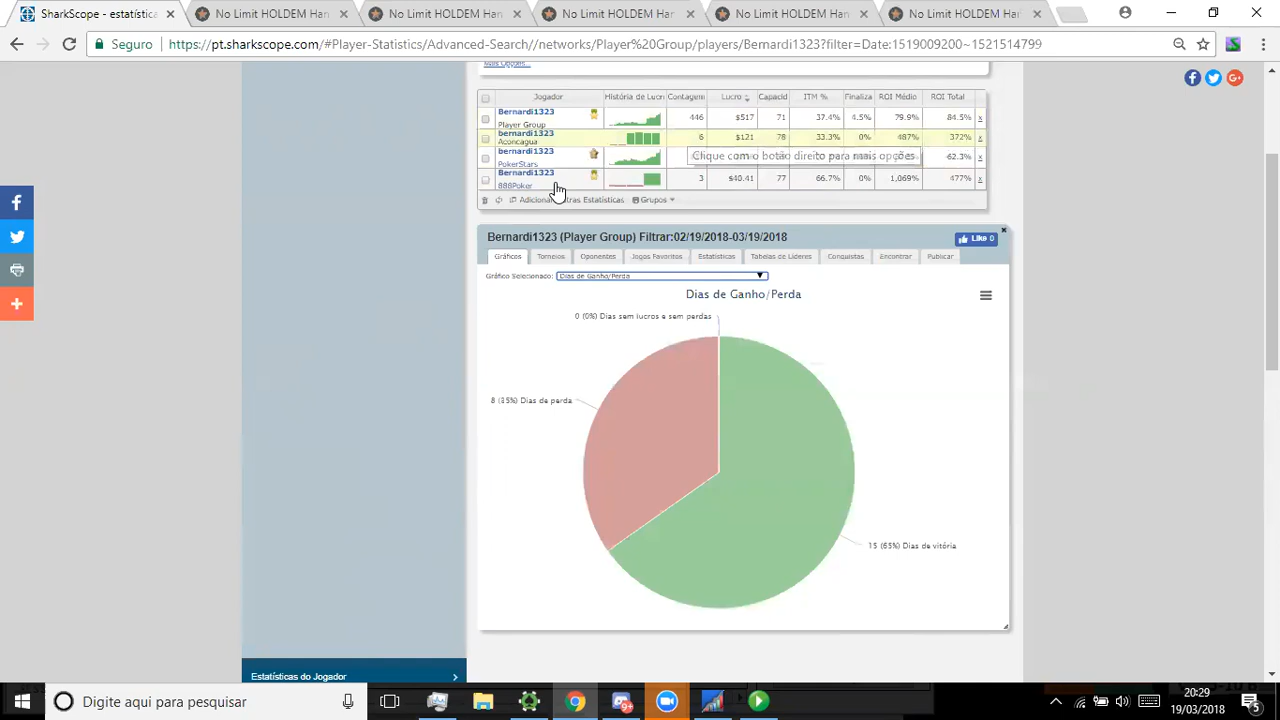 SharkScope - estatístic
No Limit HOLDEM Han
No Limit HOLDEM Han
No Limit HOLDEM Han
No Limit HOLDEM Han
No Limit HOLDEM Han
Seguro
https://pt.sharkscope.com/#Player-Statistics/Advanced-Search//networks/Player%20Group/players/Bernardi1323?filter=Date:1519009200~1521514799
Mais Opções...
Jogador História de Lucr Contagem Lucro Capacid ITM % Finaliza ROI Médio ROI Total
Bernardi1323
Player Group
446 $517 71 37.4% 4.5% 79.9% 84.5% x
bernardi1323
Aconcagua
6 $121 78 33.3% 0% 487% 372% x
bernardi1323
PokerStars
Clique com o botão direito para mais opções
-62.3% x
Bernardi1323
888Poker
3 $40.41 77 66.7% 0% 1,069% 477% x
Adicionar Estatísticas Grupos
Bernardi1323 (Player Group) Filtrar:02/19/2018-03/19/2018
Like 0
Gráficos Torneios Oponentes Jogos Favoritos Estatísticas Tabelas de Líderes Conquistas Encontrar Publicar
Gráfico Selecionado: Dias de Ganho/Perda
Dias de Ganho/Perda
0 (0%) Dias sem lucros e sem perdas
8 (35%) Dias de perda
15 (65%) Dias de vitória
Estatísticas do Jogador
Digite aqui para pesquisar
20:29
19/03/2018
5